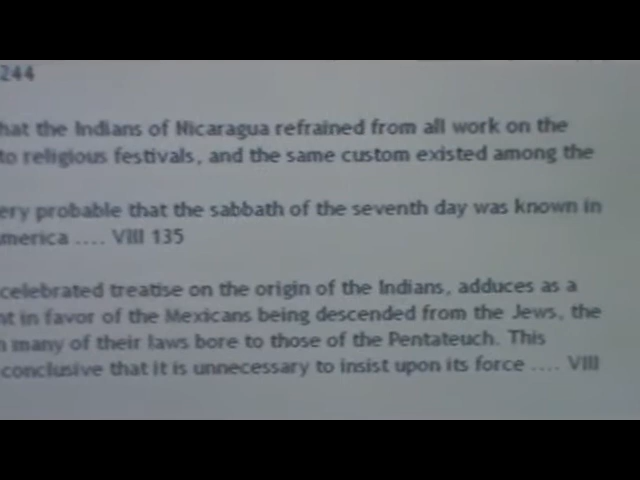 244
hat the Indians of Nicaragua refrained from all work on the
to religious festivals, and the same custom existed among the
ery probable that the sabbath of the seventh day was known in
merica .... VIII 135
celebrated treatise on the origin of the Indians, adduces as a
nt in favor of the Mexicans being descended from the Jews, the
n many of their laws bore to those of the Pentateuch. This
conclusive that it is unnecessary to insist upon its force .... VIII